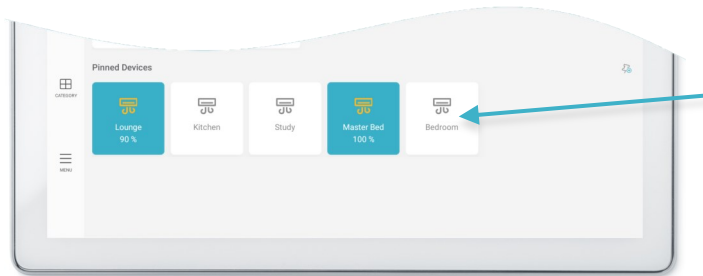 Pinned Devices
CATEGORY
Lounge
90 %
Kitchen
Study
Master Bed
100 %
Bedroom
MENU